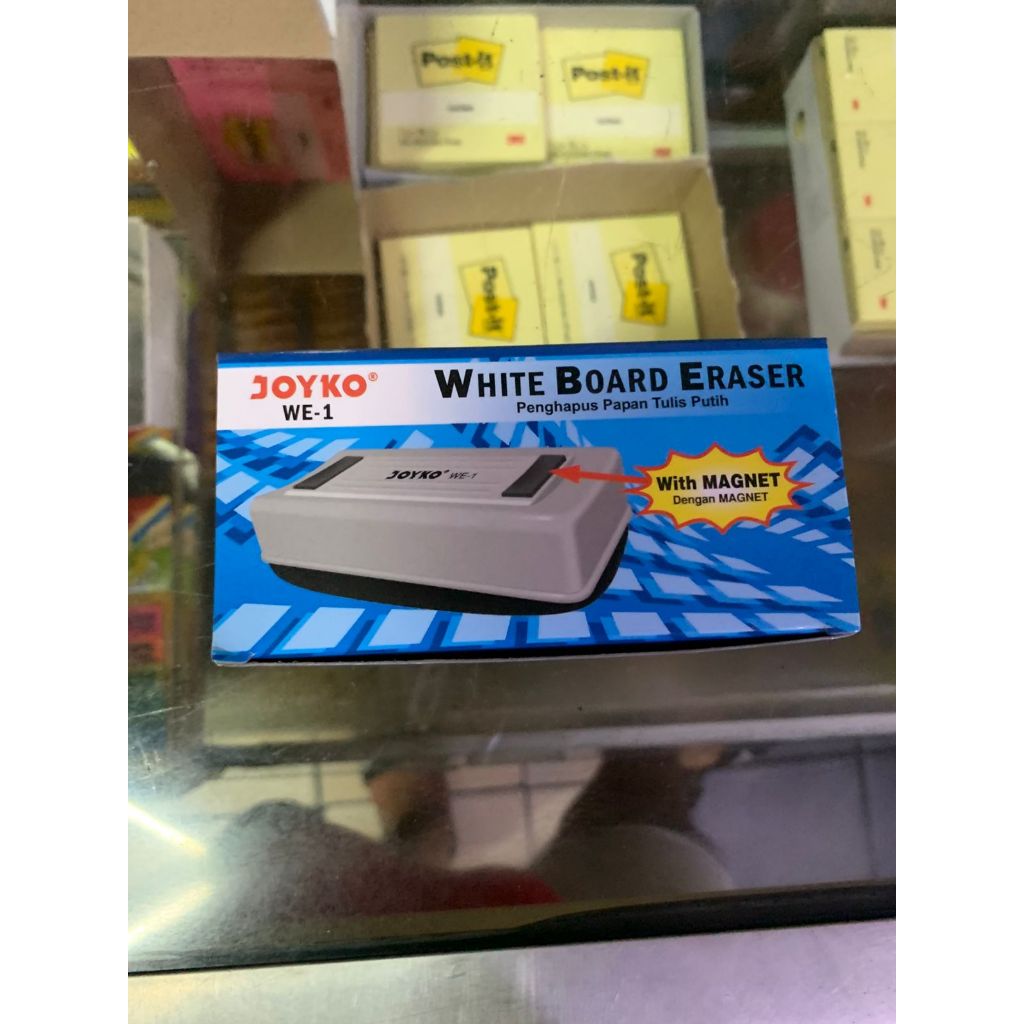 Post-it
Post-it
Post-it
Post-it
JOYKO®
WE-1
WHITE BOARD ERASER
Penghapus Papan Tulis Putih
JOYKO® WE-1
With MAGNET
Dengan MAGNET